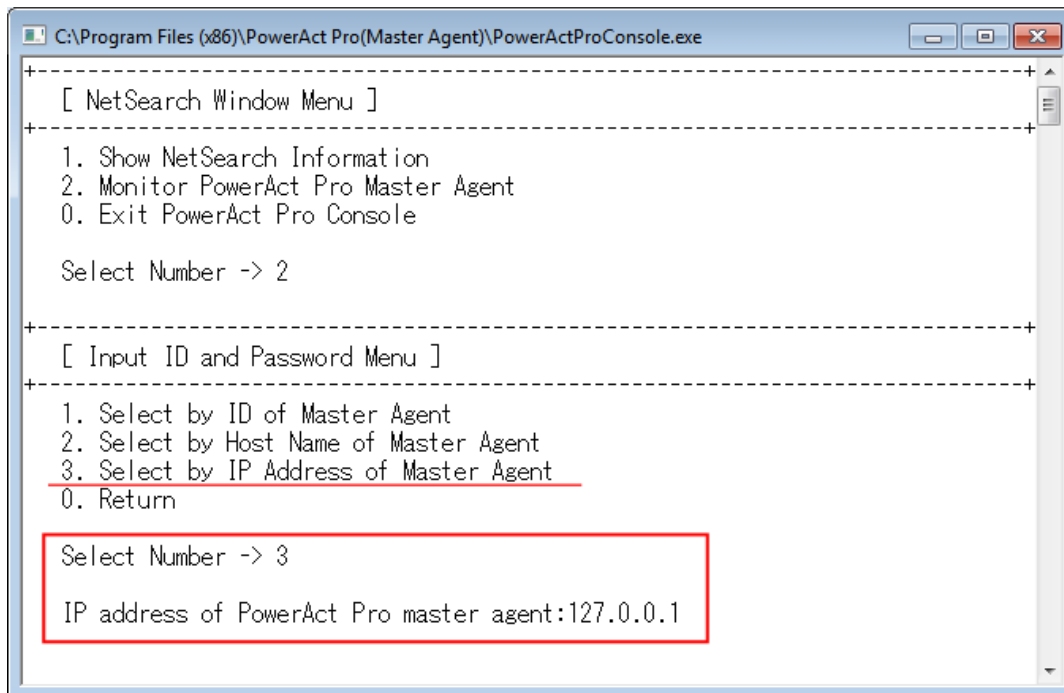 C:\Program Files (x86)\PowerAct Pro(Master Agent)\PowerActProConsole.exe
[ NetSearch Window Menu ]
1. Show NetSearch Information
2. Monitor PowerAct Pro Master Agent
0. Exit PowerAct Pro Console
Select Number -> 2
[ Input ID and Password Menu ]
1. Select by ID of Master Agent
2. Select by Host Name of Master Agent
3. Select by IP Address of Master Agent
0. Return
Select Number -> 3
IP address of PowerAct Pro master agent:127.0.0.1